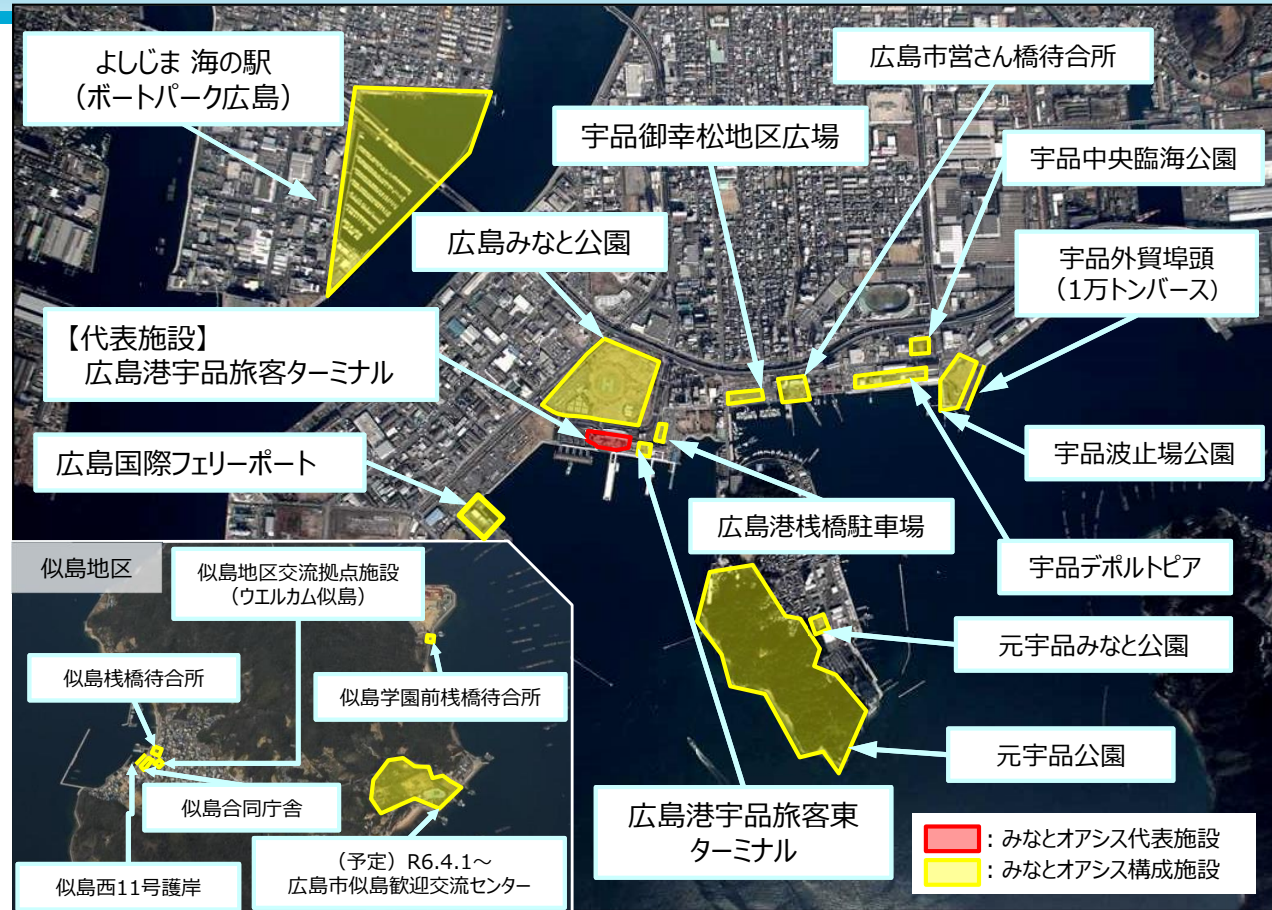 よしじま 海の駅
（ボートパーク広島）
広島市営さん橋待合所
宇品御幸松地区広場
宇品中央臨海公園
広島みなと公園
宇品外貿埠頭
（1万トンバース）
【代表施設】
広島港宇品旅客ターミナル
H
広島国際フェリーポート
宇品波止場公園
広島港桟橋駐車場
宇品デポルトピア
元宇品みなと公園
元宇品公園
広島港宇品旅客東
ターミナル
似島地区
似島地区交流拠点施設
（ウエルカム似島）
似島桟橋待合所
似島学園前桟橋待合所
似島合同庁舎
似島西11号護岸
（予定）R6.4.1～
広島市似島歓迎交流センター
：みなとオアシス代表施設
：みなとオアシス構成施設